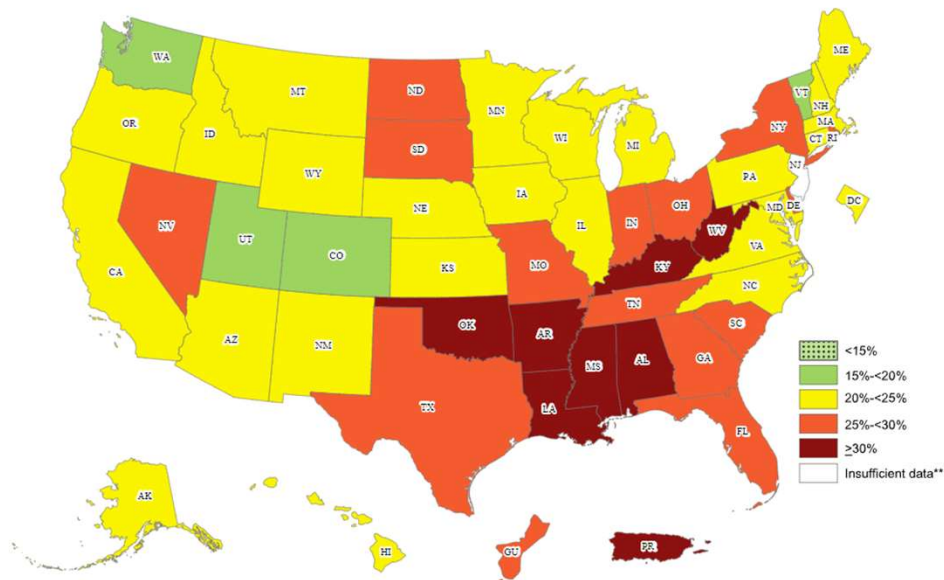 WA
MT
ND
MN
ME
VT
NH
OR
ID
WI
NY
MA
CT
RI
SD
MI
WY
PA
NJ
IA
NE
OH
MD
DE
DC
NV
IL
IN
UT
WV
VA
CO
CA
KS
MO
KY
NC
TN
OK
AR
SC
AZ
NM
MS
AL
GA
TX
LA
FL
AK
HI
GU
PR
<15%
15%-<20%
20%-<25%
25%-<30%
≥30%
Insufficient data**